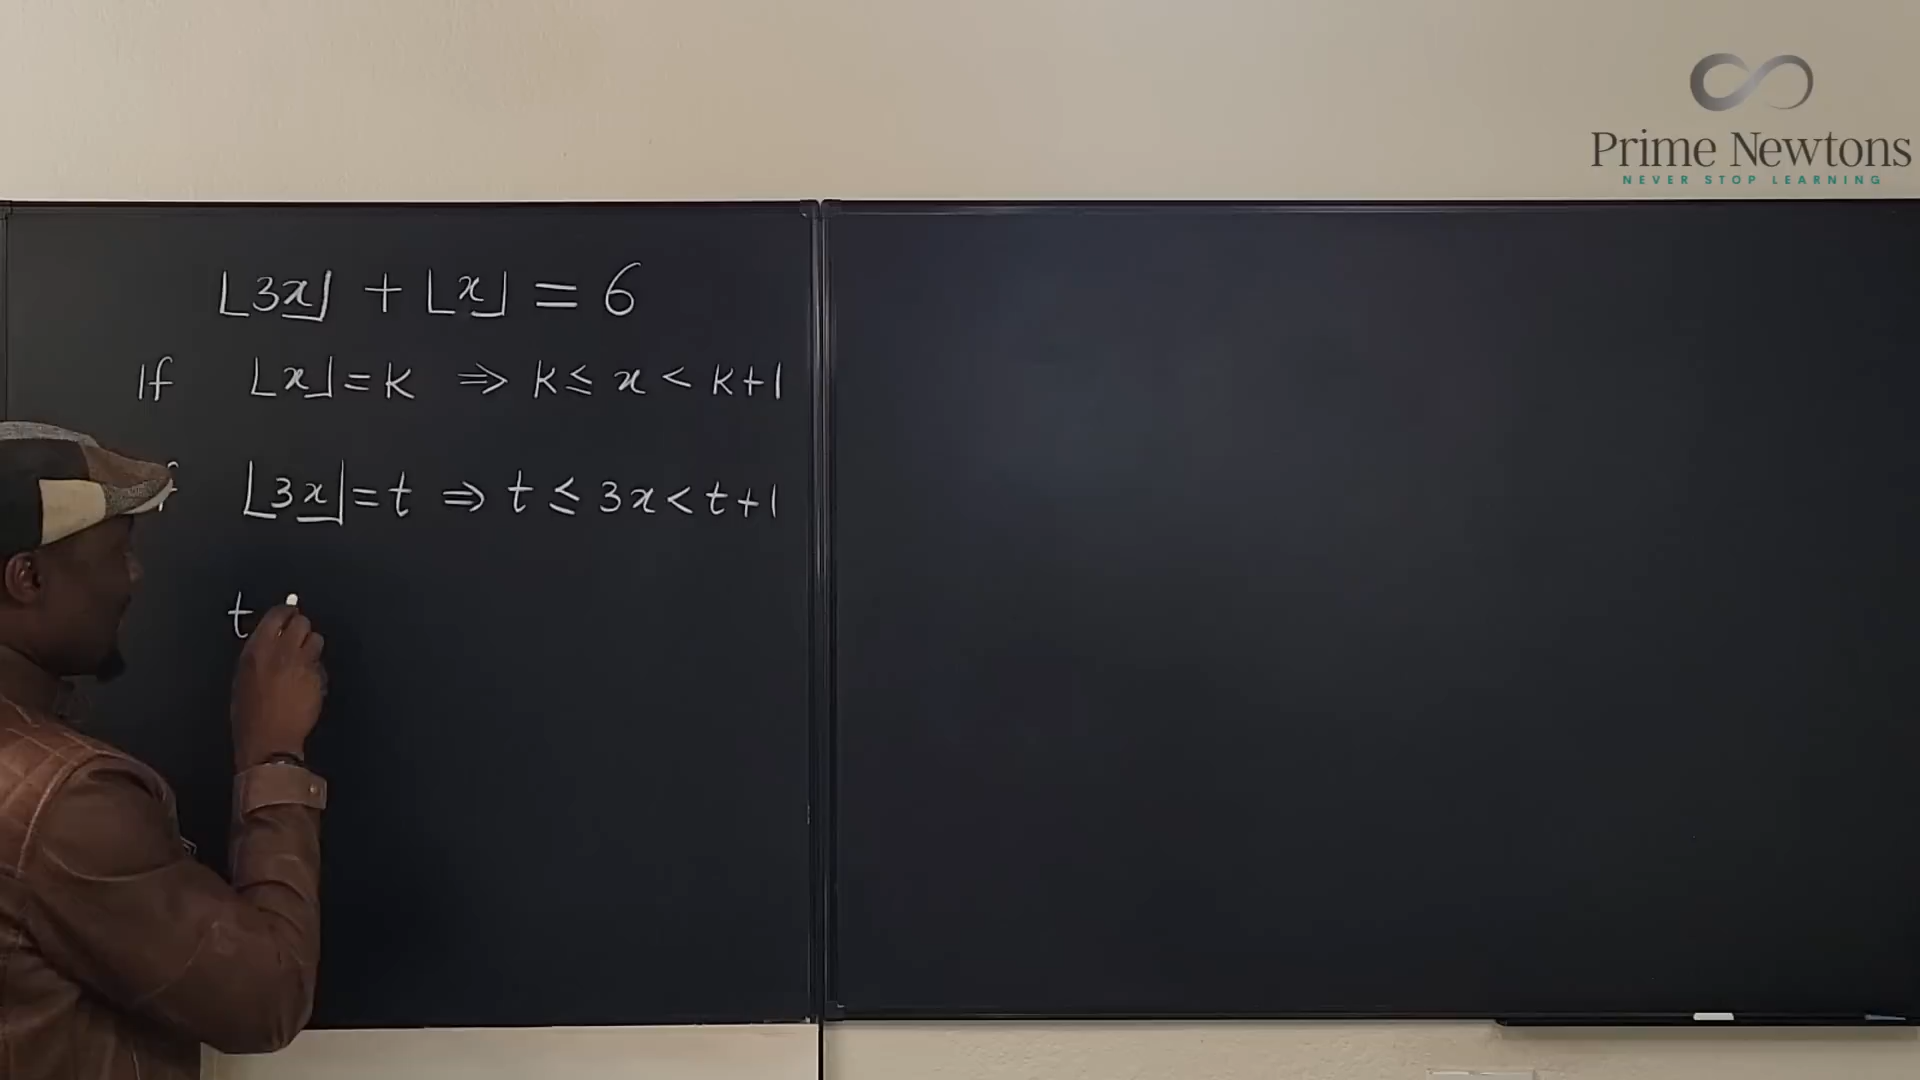 Prime Newtons
NEVER STOP LEARNING
⌊3x⌋ + ⌊x⌋ = 6
If ⌊x⌋ = k ⇒ k ≤ x < k+1
⌊3x⌋ = t ⇒ t ≤ 3x < t+1
t